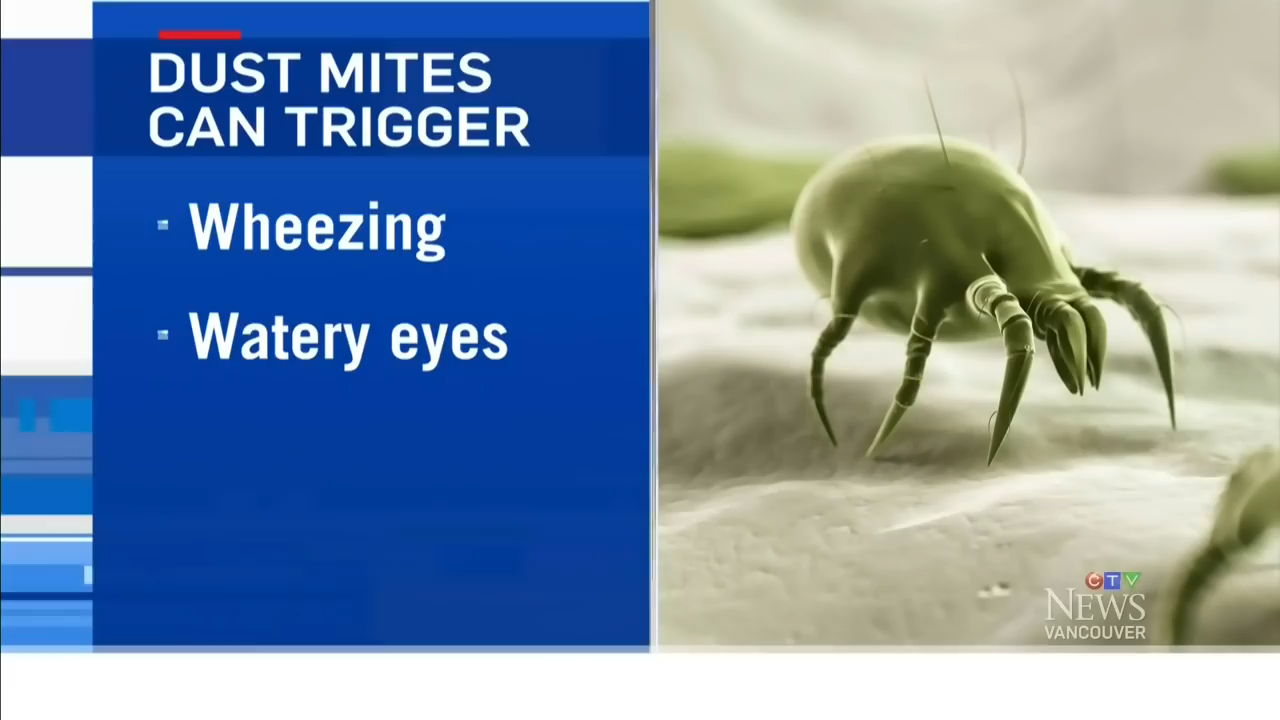 DUST MITES
CAN TRIGGER
Wheezing
Watery eyes
CTV
NEWS
VANCOUVER